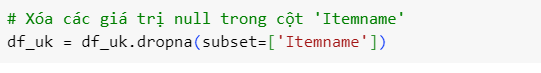 # Xóa các giá trị null trong cột 'Itemname'
df_uk = df_uk.dropna(subset=['Itemname'])